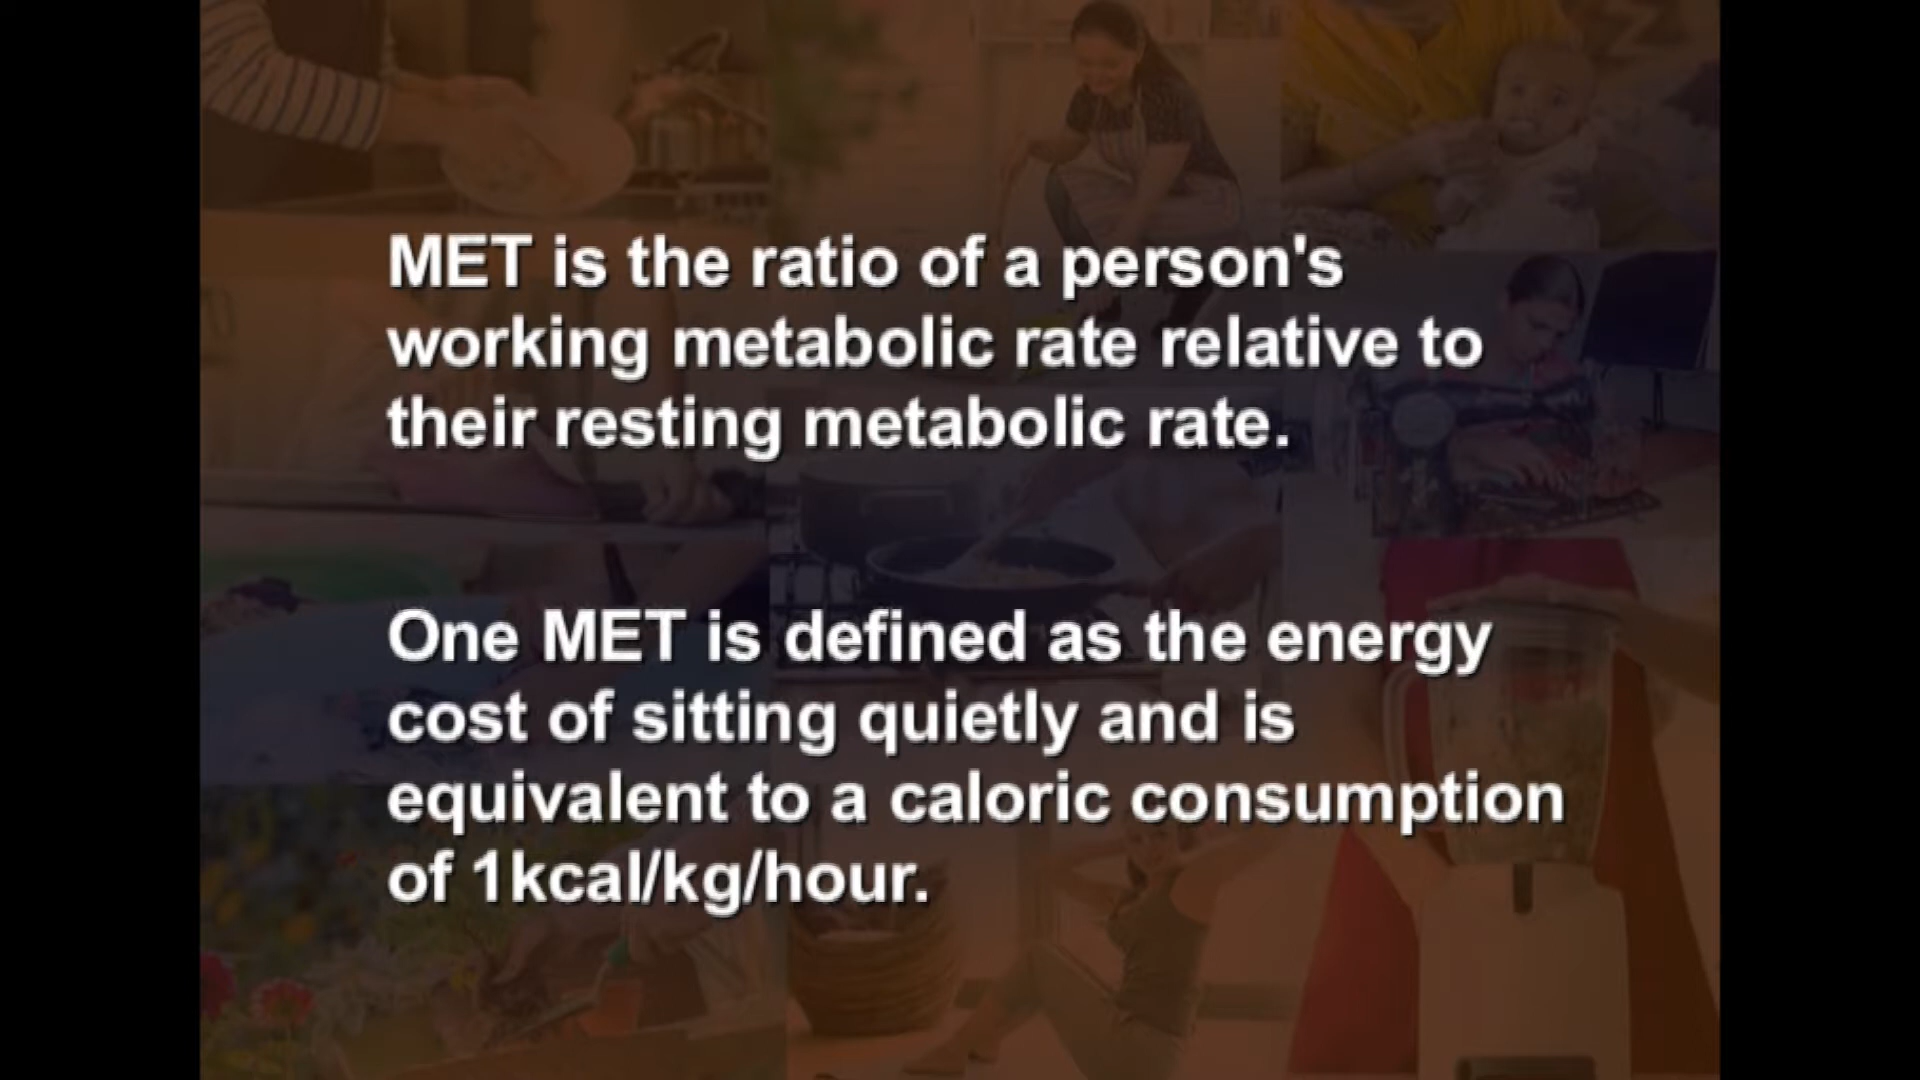 MET is the ratio of a person's
working metabolic rate relative to
their resting metabolic rate.
One MET is defined as the energy
cost of sitting quietly and is
equivalent to a caloric consumption
of 1kcal/kg/hour.